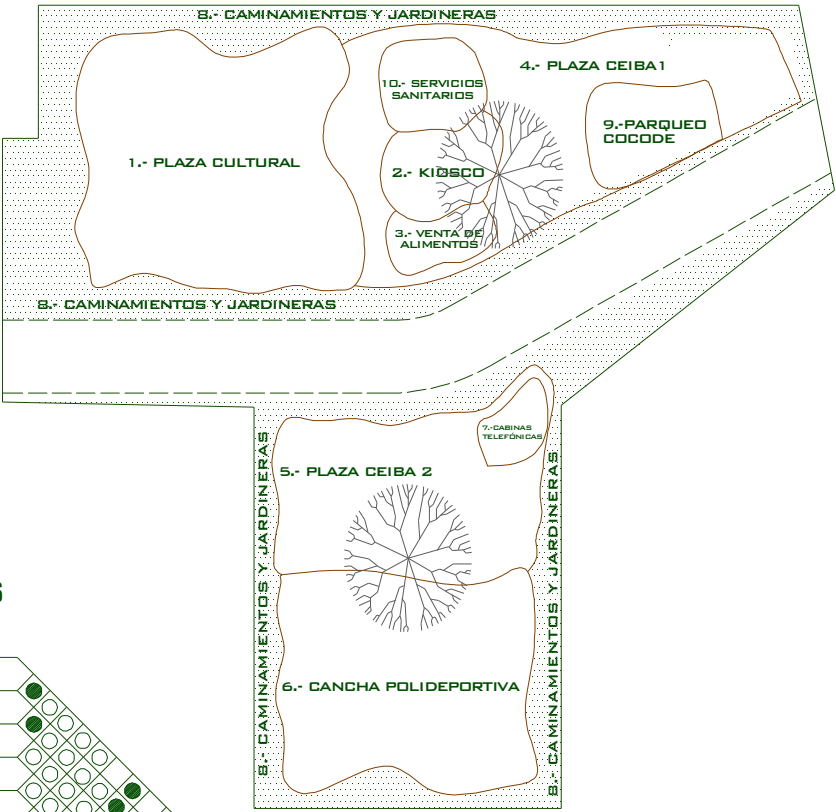 8.- CAMINAMIENTOS Y JARDINERAS
4.- PLAZA CEIBA1
10.- SERVICIOS
SANITARIOS
9.-PARQUEO
COCODE
1.- PLAZA CULTURAL
2.- KIOSCO
3.- VENTA DE
ALIMENTOS
8.- CAMINAMIENTOS Y JARDINERAS
7.-CABINAS
TELEFÓNICAS
5.- PLAZA CEIBA 2
8.- CAMINAMIENTOS Y JARDINERAS
8.- CAMINAMIENTOS Y JARDINERAS
6.- CANCHA POLIDEPORTIVA
S